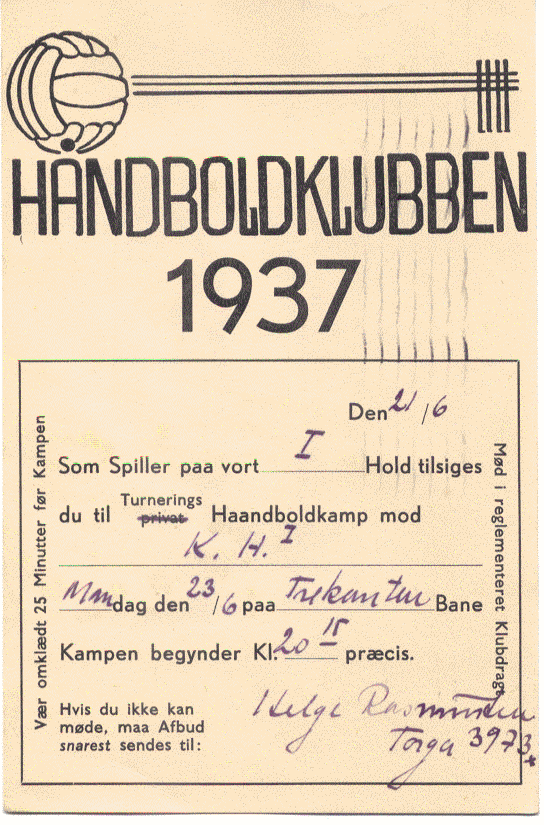 HÅNDBOLDKLUBBEN
1937
Den 21/6
Som Spiller paa vort I Hold tilsiges
du til Turnerings privat Haandboldkamp mod
K. H. I
Mandag den 23/6 paa Trekanten Bane
Kampen begynder Kl. 20 15 præcis.
Hvis du ikke kan
møde, maa Afbud
snarest sendes til:
Helge Rasmussen
Torga 3973
Vær omklædt 25 Minutter før Kampen
Mød i reglementeret Klubdragt